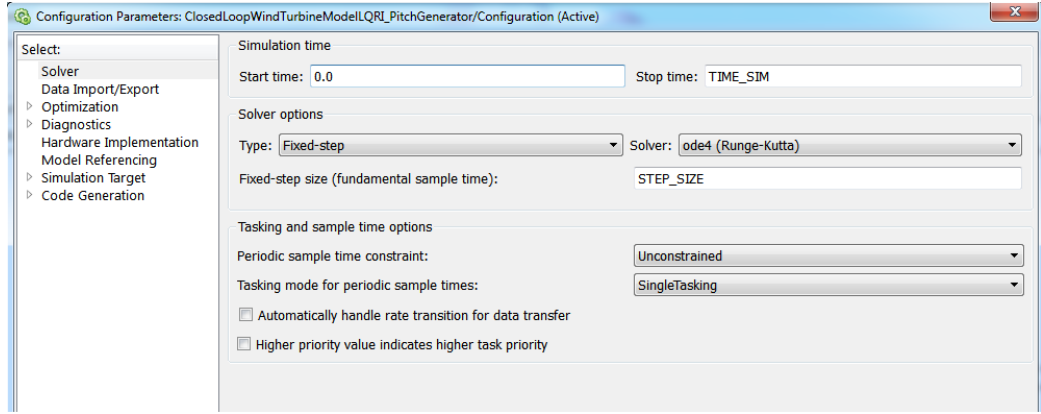 Configuration Parameters: ClosedLoopWindTurbineModelLQRI_PitchGenerator/Configuration (Active)
Select:
Solver
Data Import/Export
Optimization
Diagnostics
Hardware Implementation
Model Referencing
Simulation Target
Code Generation
Simulation time
Start time: 0.0 Stop time: TIME_SIM
Solver options
Type: Fixed-step Solver: ode4 (Runge-Kutta)
Fixed-step size (fundamental sample time): STEP_SIZE
Tasking and sample time options
Periodic sample time constraint: Unconstrained
Tasking mode for periodic sample times: SingleTasking
Automatically handle rate transition for data transfer
Higher priority value indicates higher task priority